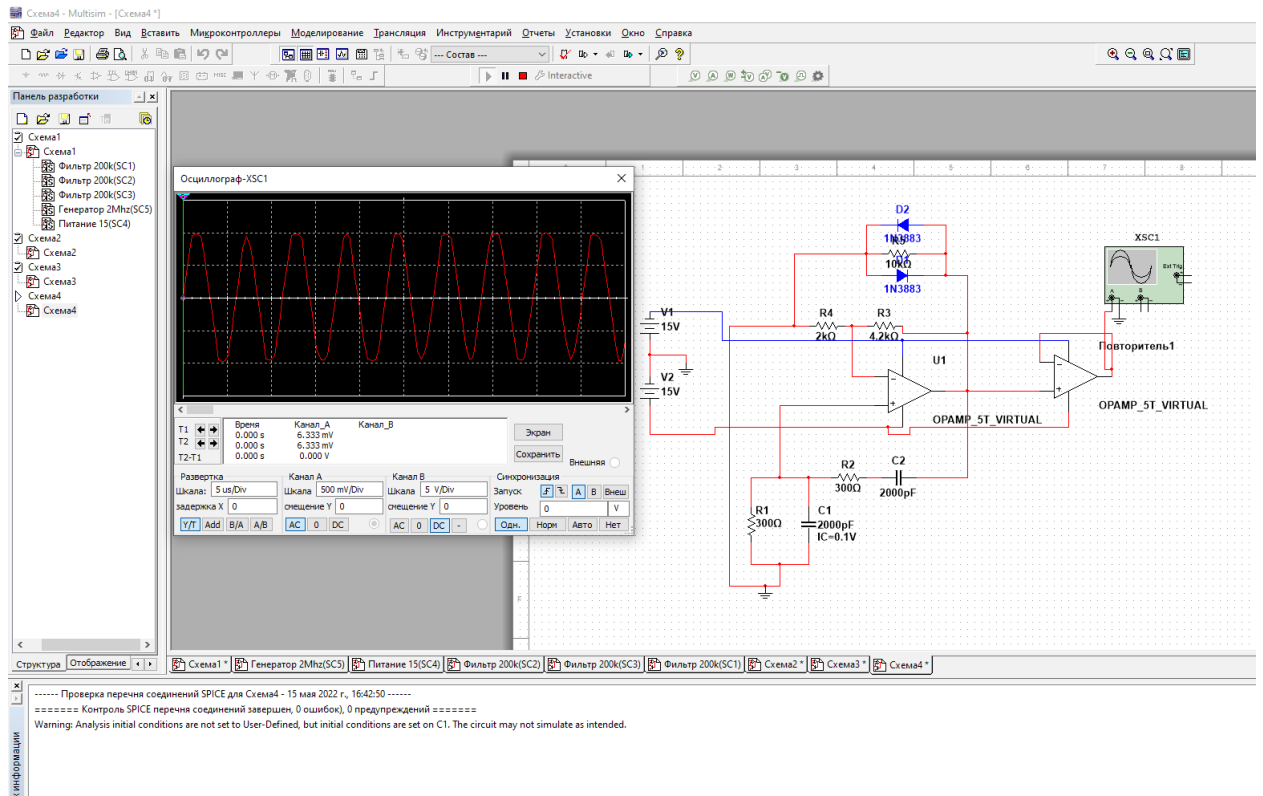 Схема4 - Multisim - [Схема4 *]
Файл Редактор Вид Вставить Микроконтроллеры Моделирование Трансляция Инструментарий Отчеты Установки Окно Справка
--- Состав ---
Interactive
Панель разработки
Схема1
Схема1
Фильтр 200k(SC1)
Фильтр 200k(SC2)
Фильтр 200k(SC3)
Генератор 2Mhz(SC5)
Питание 15(SC4)
Схема2
Схема2
Схема3
Схема3
Схема4
Схема4
Структура Отображение
Осциллограф-XSC1
Время Канал_A Канал_B
T1 0.000 s 6.333 mV
T2 0.000 s 6.333 mV
T2-T1 0.000 s 0.000 V
Экран
Сохранить
Внешняя
Развертка Канал A Канал B Синхронизация
Шкала: 5 us/Div Шкала 500 mV/Div Шкала 5 V/Div Запуск A B Внеш
задержка X 0 смещение Y 0 смещение Y 0 Уровень 0 V
Y/T Add B/A A/B AC 0 DC AC 0 DC - Одн. Норм Авто Нет
1 2 3 4 6 7 8
D2
1N3883
R5
10kΩ
D1
1N3883
XSC1
Ext Trig
A B
V1
15V
R4
2kΩ
R3
4.2kΩ
V2
15V
U1
OPAMP_5T_VIRTUAL
Повторитель1
OPAMP_5T_VIRTUAL
R2
300Ω
C2
2000pF
R1
300Ω
C1
2000pF
IC=0.1V
Схема1 * Генератор 2Mhz(SC5) Питание 15(SC4) Фильтр 200k(SC2) Фильтр 200k(SC3) Фильтр 200k(SC1) Схема2 * Схема3 * Схема4 *
------ Проверка перечня соединений SPICE для Схема4 - 15 мая 2022 г., 16:42:50 ------
======= Контроль SPICE перечня соединений завершен, 0 ошибок), 0 предупреждений =======
Warning: Analysis initial conditions are not set to User-Defined, but initial conditions are set on C1. The circuit may not simulate as intended.
информации